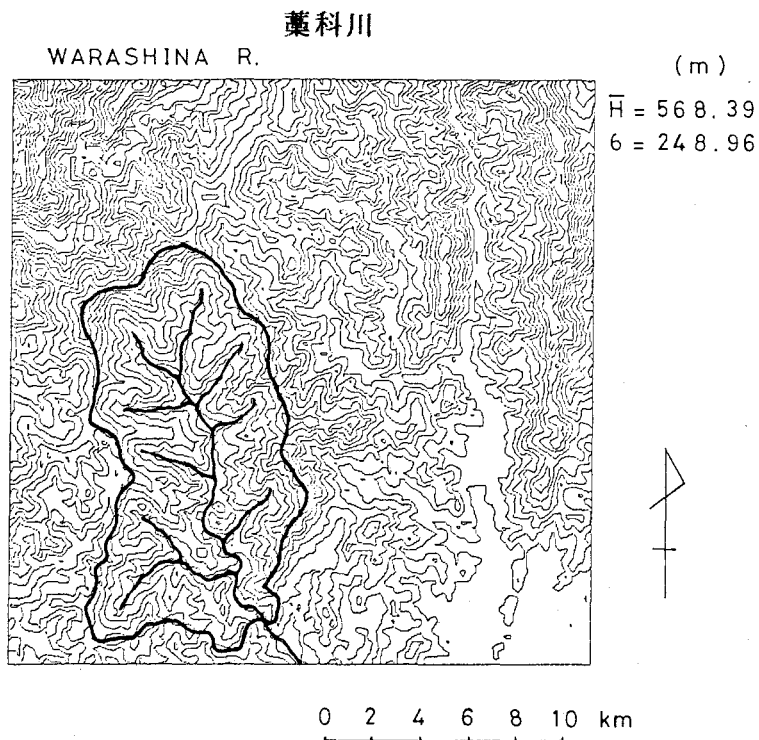 藁科川
WARASHINA R.
(m)
H̅ = 568.39
6 = 248.96
0 2 4 6 8 10 km